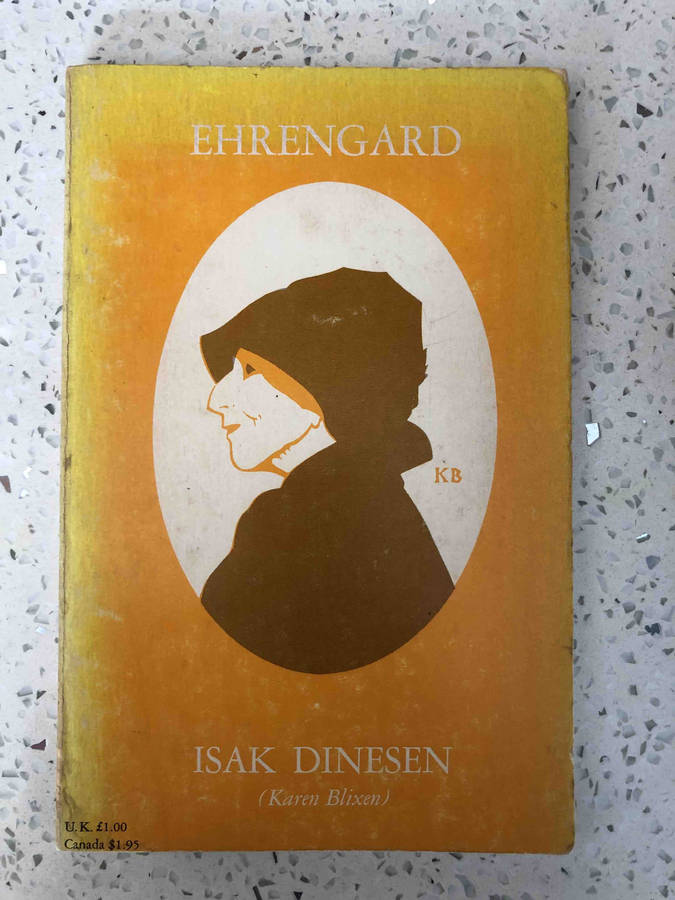 EHRENGARD
KB
ISAK DINESEN
(Karen Blixen)
U.K. £1.00
Canada $1.95